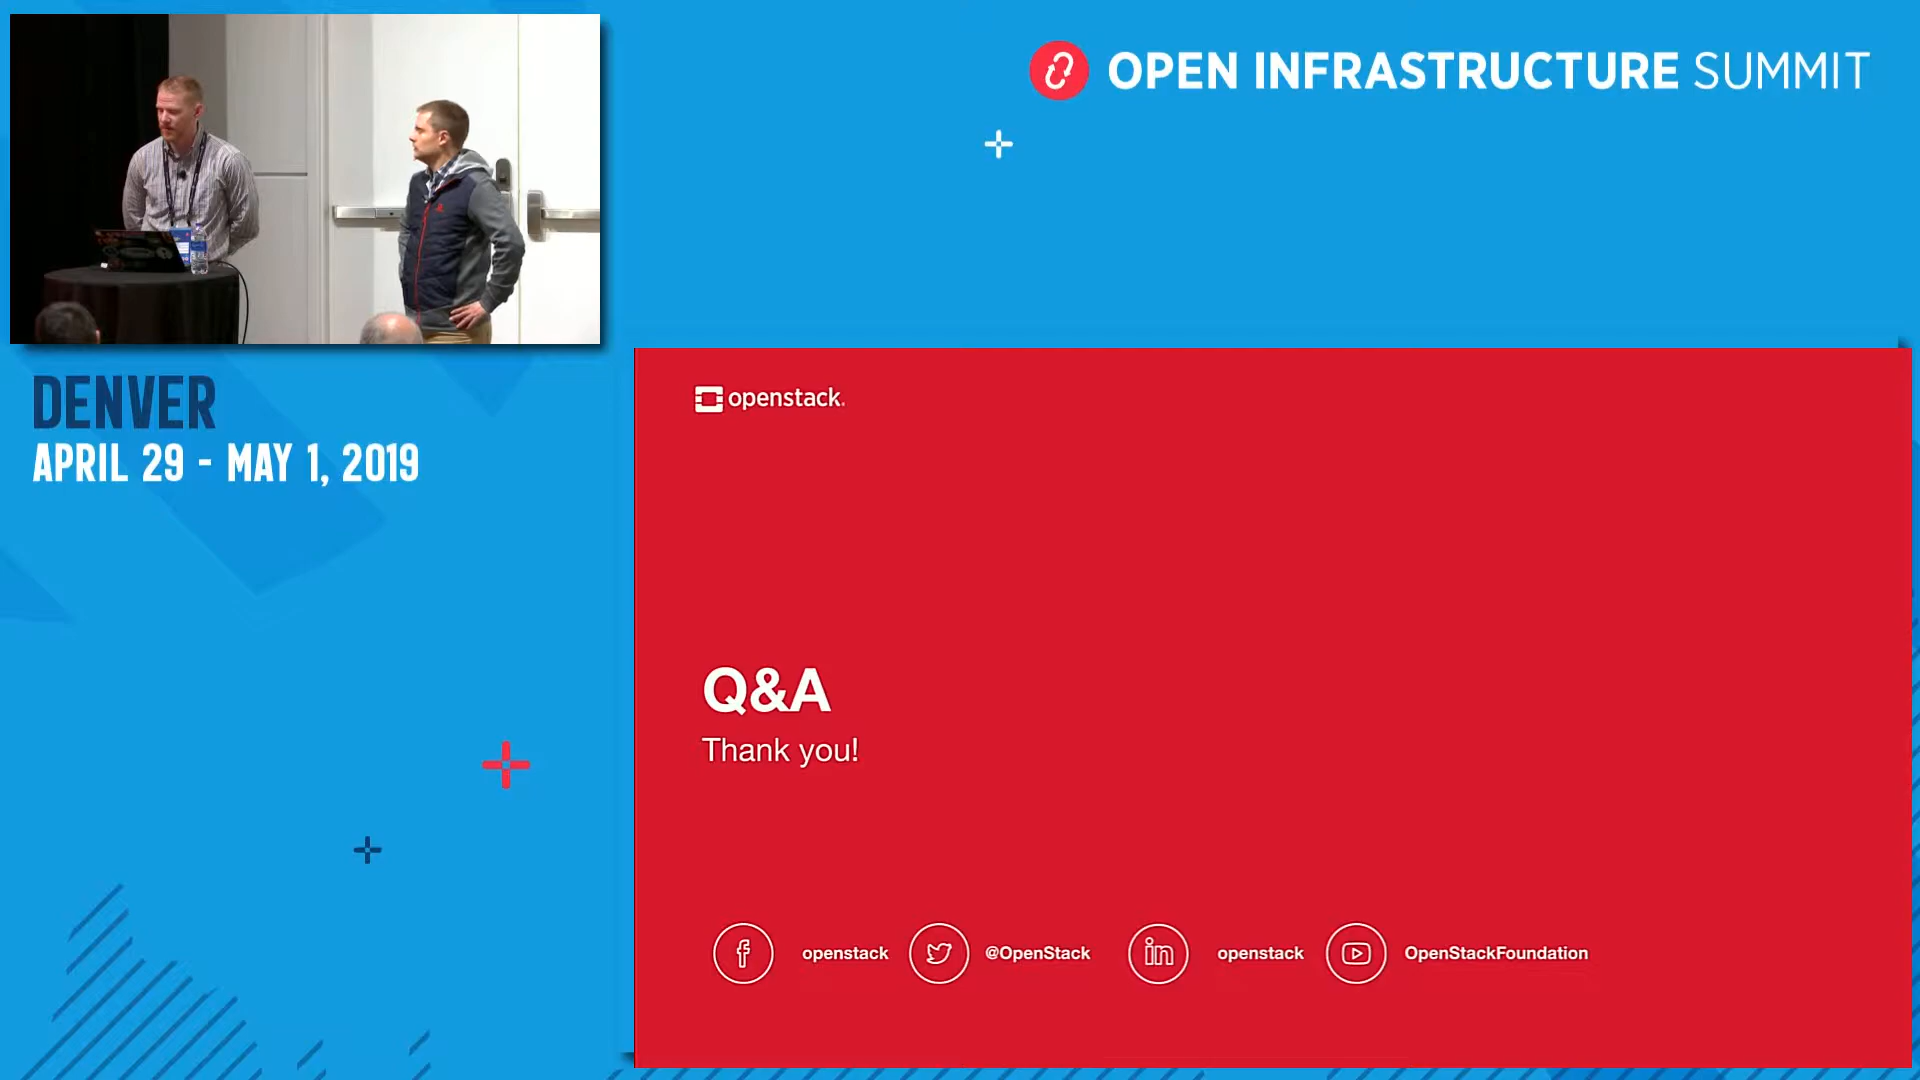 OPEN INFRASTRUCTURE SUMMIT
DENVER
APRIL 29 - MAY 1, 2019
openstack.
Q&A
Thank you!
openstack @OpenStack openstack OpenStackFoundation